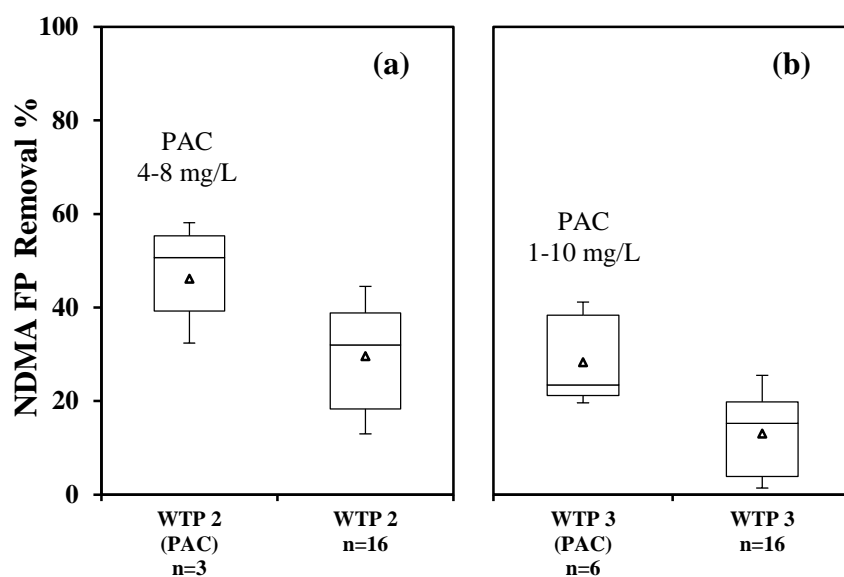 NDMA FP Removal %
100
80
60
40
20
0
(a)
PAC
4-8 mg/L
WTP 2
(PAC)
n=3
WTP 2
n=16
(b)
PAC
1-10 mg/L
WTP 3
(PAC)
n=6
WTP 3
n=16